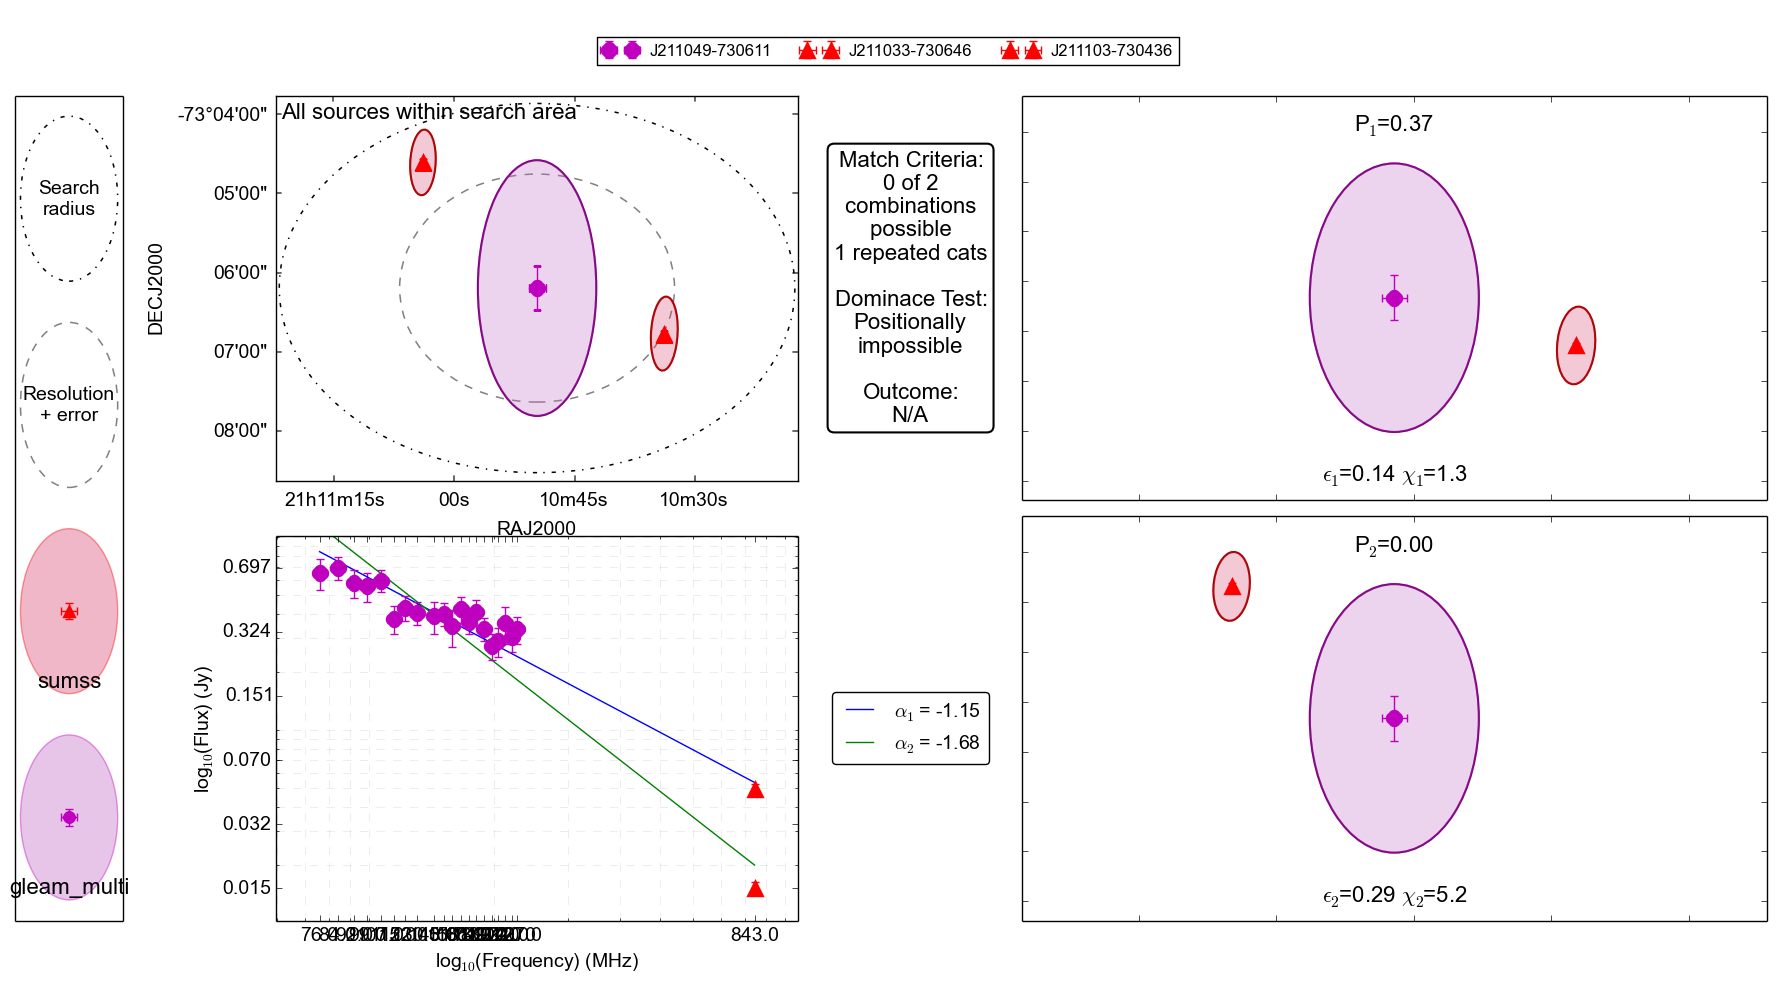 J211049-730611
J211033-730646
J211103-730436
Search
radius
Resolution
+ error
sumss
gleam_multi
All sources within search area
-73°04'00"
05'00"
06'00"
07'00"
08'00"
DECJ2000
21h11m15s
00s
10m45s
10m30s
RAJ2000
Match Criteria:
0 of 2
combinations
possible
1 repeated cats
Dominace Test:
Positionally
impossible
Outcome:
N/A
P₁=0.37
ϵ₁=0.14 χ₁=1.3
P₂=0.00
ϵ₂=0.29 χ₂=5.2
0.697
0.324
0.151
0.070
0.032
0.015
log₁₀(Flux) (Jy)
843.0
log₁₀(Frequency) (MHz)
α₁ = -1.15
α₂ = -1.68